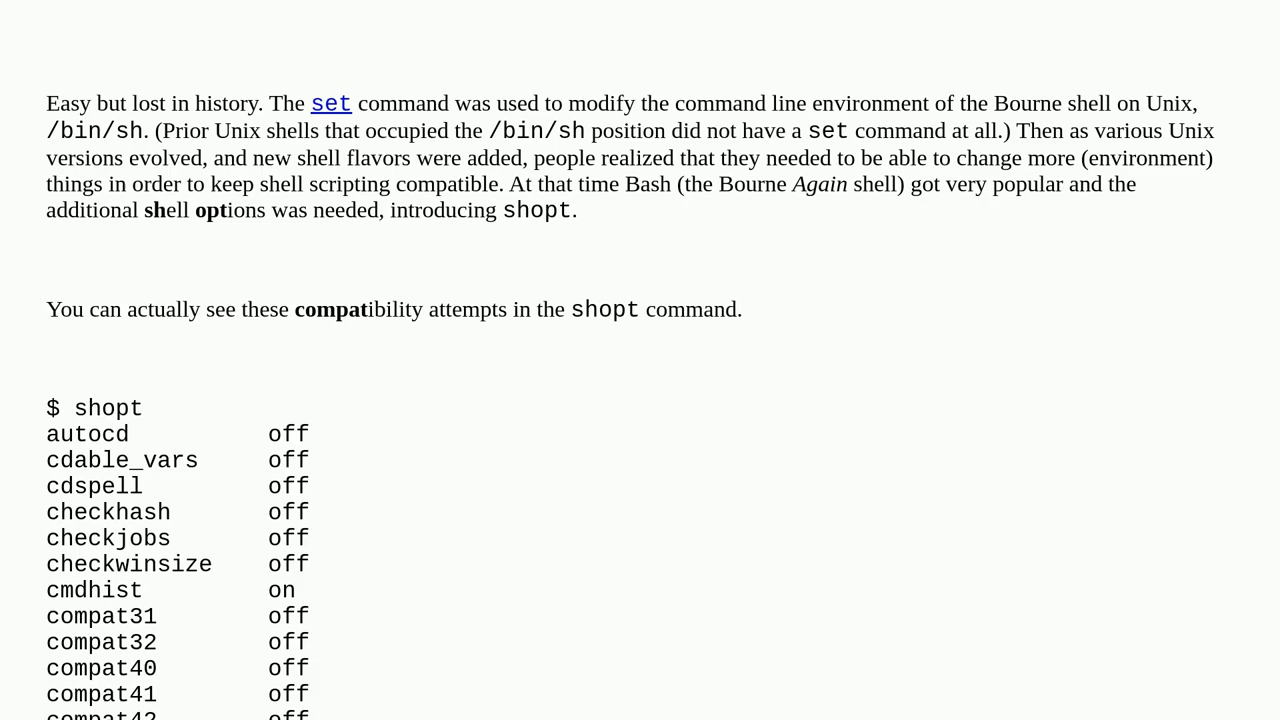 Easy but lost in history. The set command was used to modify the command line environment of the Bourne shell on Unix,
/bin/sh. (Prior Unix shells that occupied the /bin/sh position did not have a set command at all.) Then as various Unix
versions evolved, and new shell flavors were added, people realized that they needed to be able to change more (environment)
things in order to keep shell scripting compatible. At that time Bash (the Bourne Again shell) got very popular and the
additional shell options was needed, introducing shopt.
You can actually see these compatibility attempts in the shopt command.
$ shopt
autocd          off
cdable_vars     off
cdspell         off
checkhash       off
checkjobs       off
checkwinsize    off
cmdhist         on
compat31        off
compat32        off
compat40        off
compat41        off
compat42        off